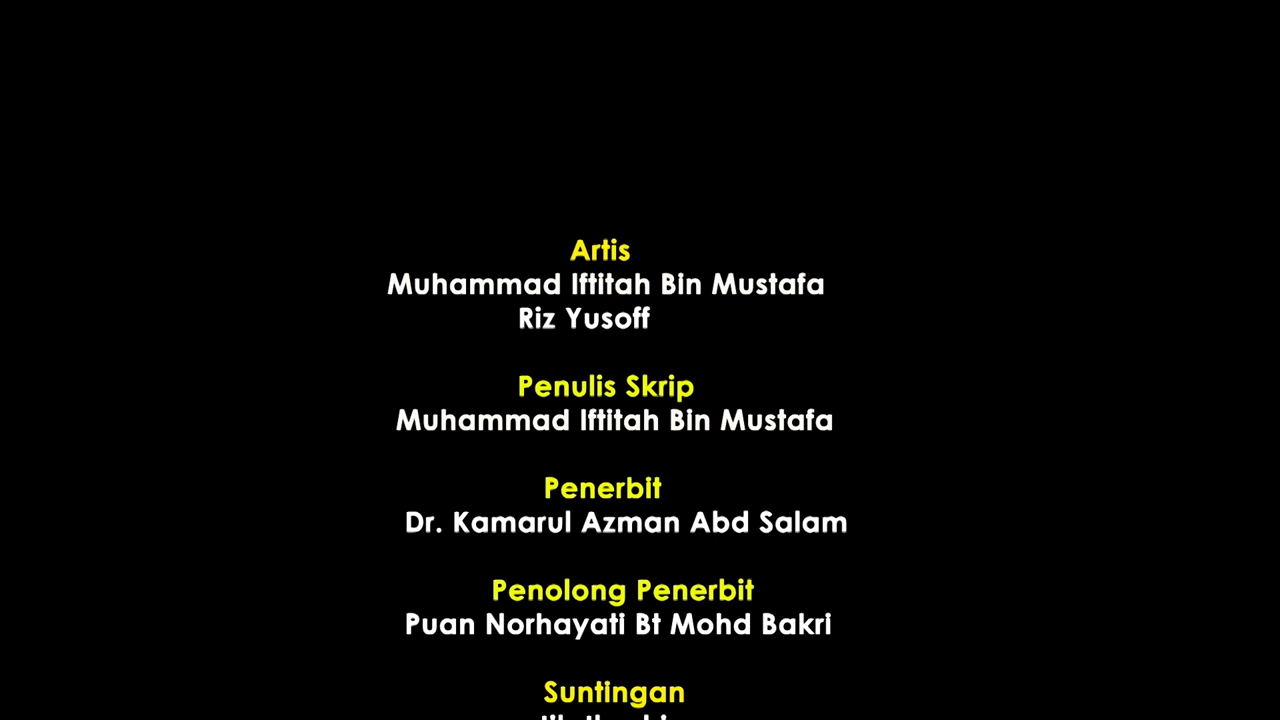 Artis
Muhammad Iftitah Bin Mustafa
Riz Yusoff
Penulis Skrip
Muhammad Iftitah Bin Mustafa
Penerbit
Dr. Kamarul Azman Abd Salam
Penolong Penerbit
Puan Norhayati Bt Mohd Bakri
Suntingan